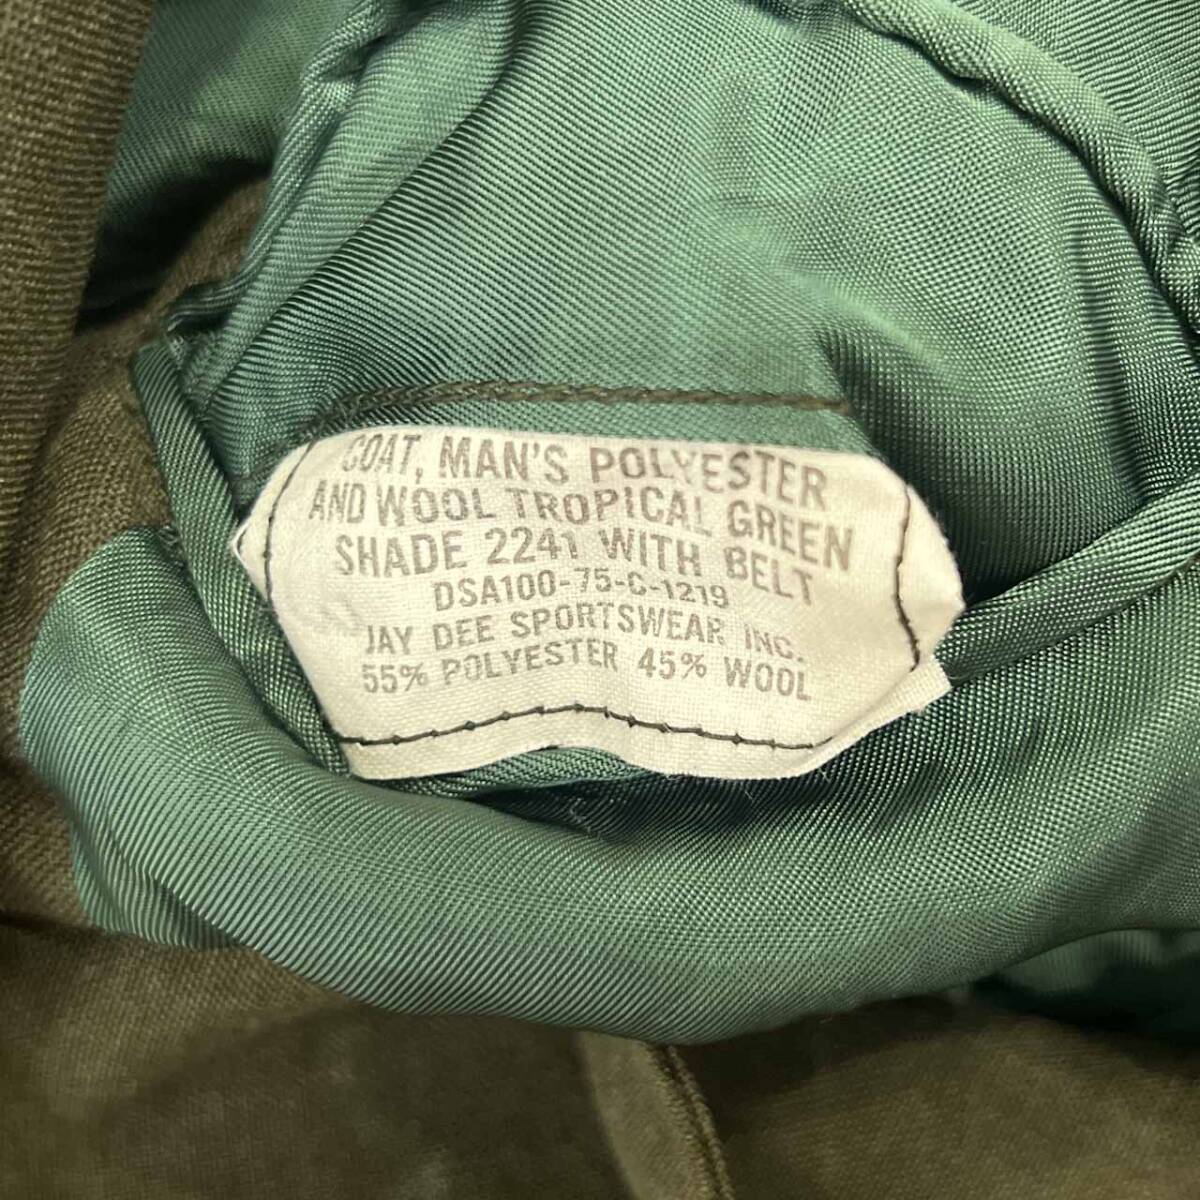 COAT, MAN'S POLYESTER
AND WOOL TROPICAL GREEN
SHADE 2241 WITH BELT
DSA100-75-C-1219
JAY DEE SPORTSWEAR INC.
55% POLYESTER 45% WOOL